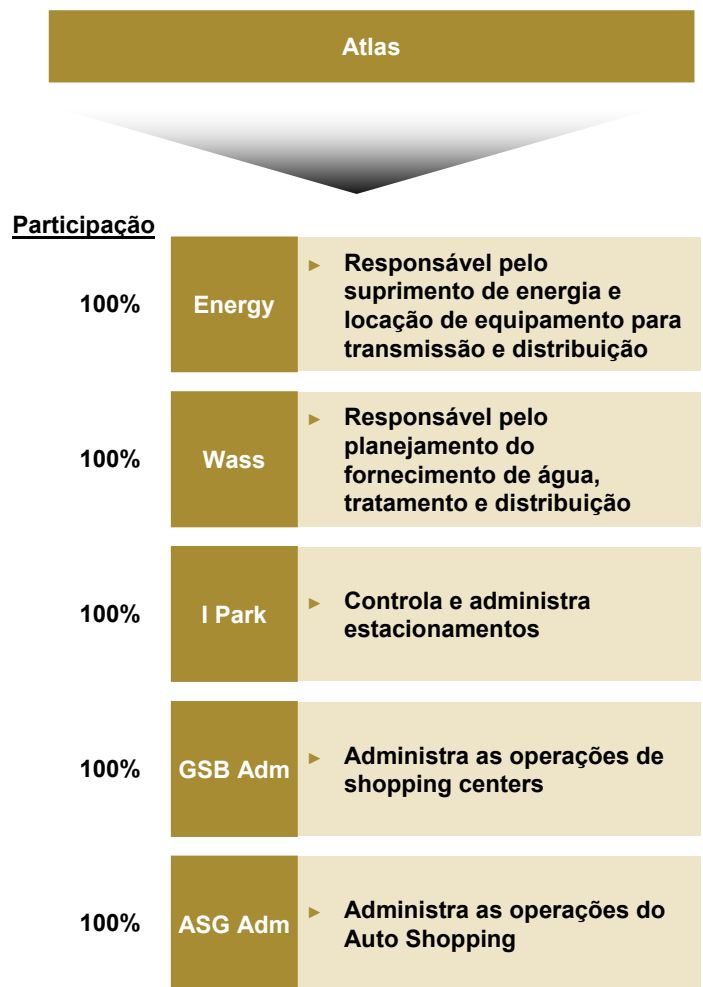 Atlas
Participação
100%
Energy
► Responsável pelo
suprimento de energia e
locação de equipamento para
transmissão e distribuição
100%
Wass
► Responsável pelo
planejamento do
fornecimento de água,
tratamento e distribuição
100%
I Park
► Controla e administra
estacionamentos
100%
GSB Adm
► Administra as operações de
shopping centers
100%
ASG Adm
► Administra as operações do
Auto Shopping